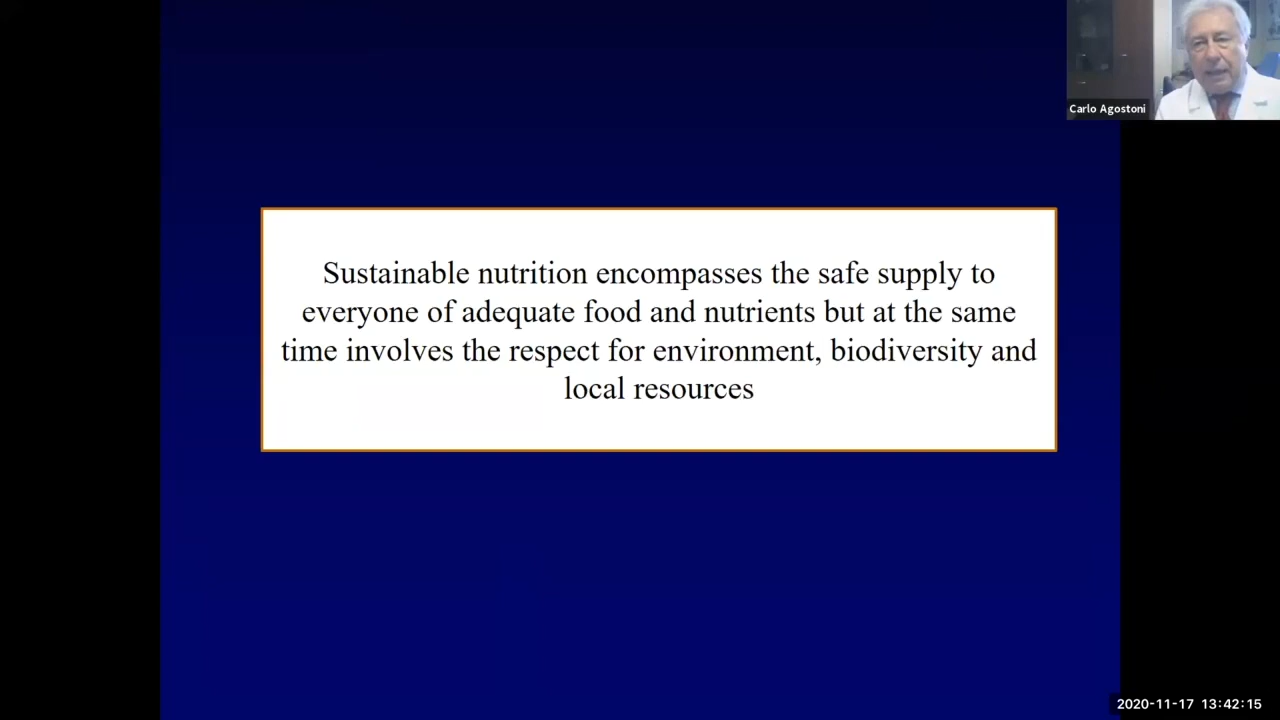 Carlo Agostoni
Sustainable nutrition encompasses the safe supply to
everyone of adequate food and nutrients but at the same
time involves the respect for environment, biodiversity and
local resources
2020-11-17 13:42:15